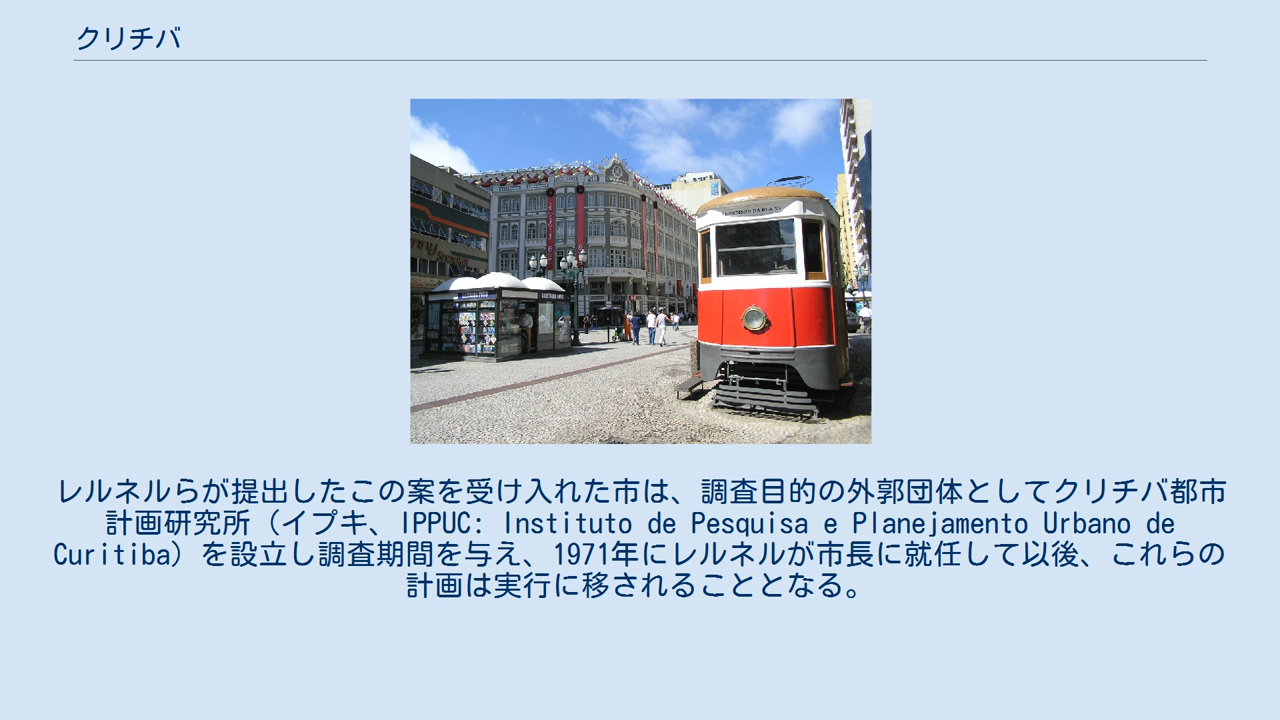 クリチバ
レルネルらが提出したこの案を受け入れた市は、調査目的の外郭団体としてクリチバ都市
計画研究所（イプキ、IPPUC: Instituto de Pesquisa e Planejamento Urbano de
Curitiba）を設立し調査期間を与え、1971年にレルネルが市長に就任して以後、これらの
計画は実行に移されることとなる。